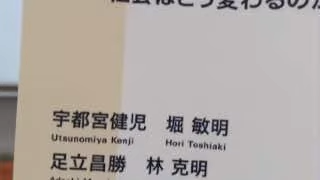 社会はどう変わるのか
宇都宮健児 堀 敏明
Utsunomiya Kenji Hori Toshiaki
足立昌勝 林 克明